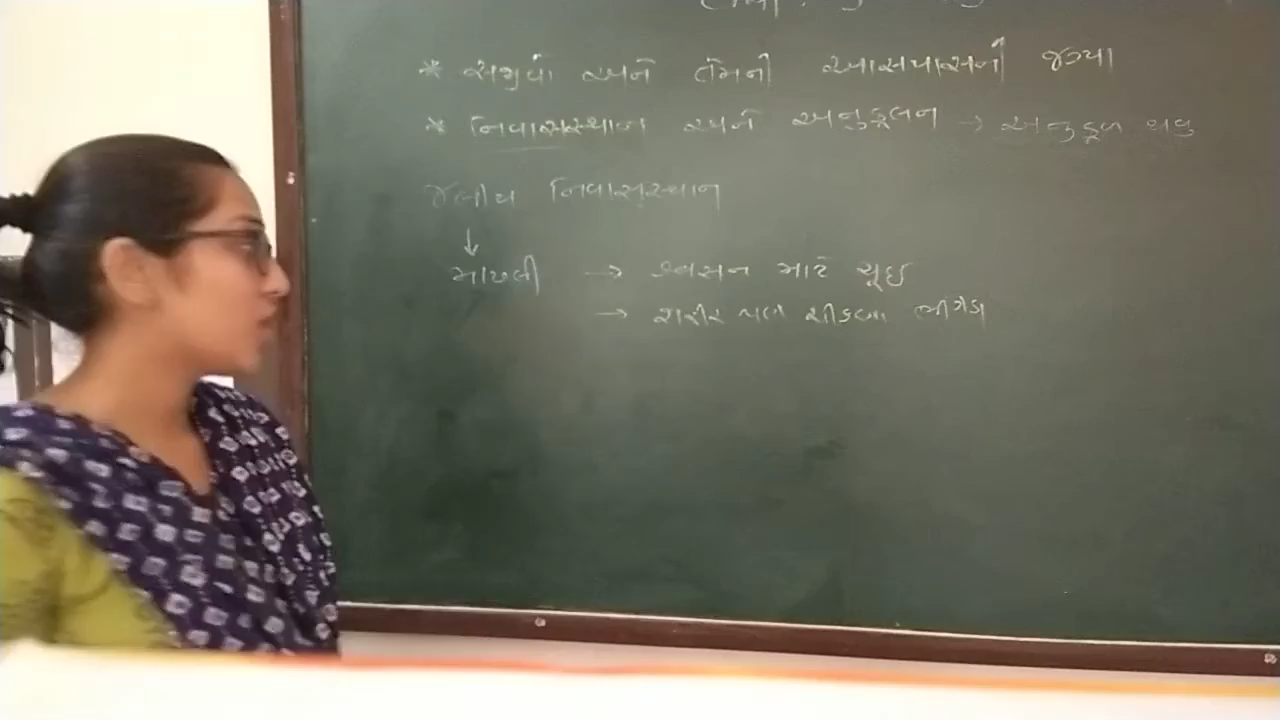 * સજીવો અને તેમની આસપાસની જગ્યા
* નિવાસસ્થાન અને અનુકૂલન → અનુકૂળ થવુ
જલીય નિવાસસ્થાન
↓
માછલી → શ્વસન માટે ચૂઇ
→ શરીર પર ચીકણા ભીંગડા